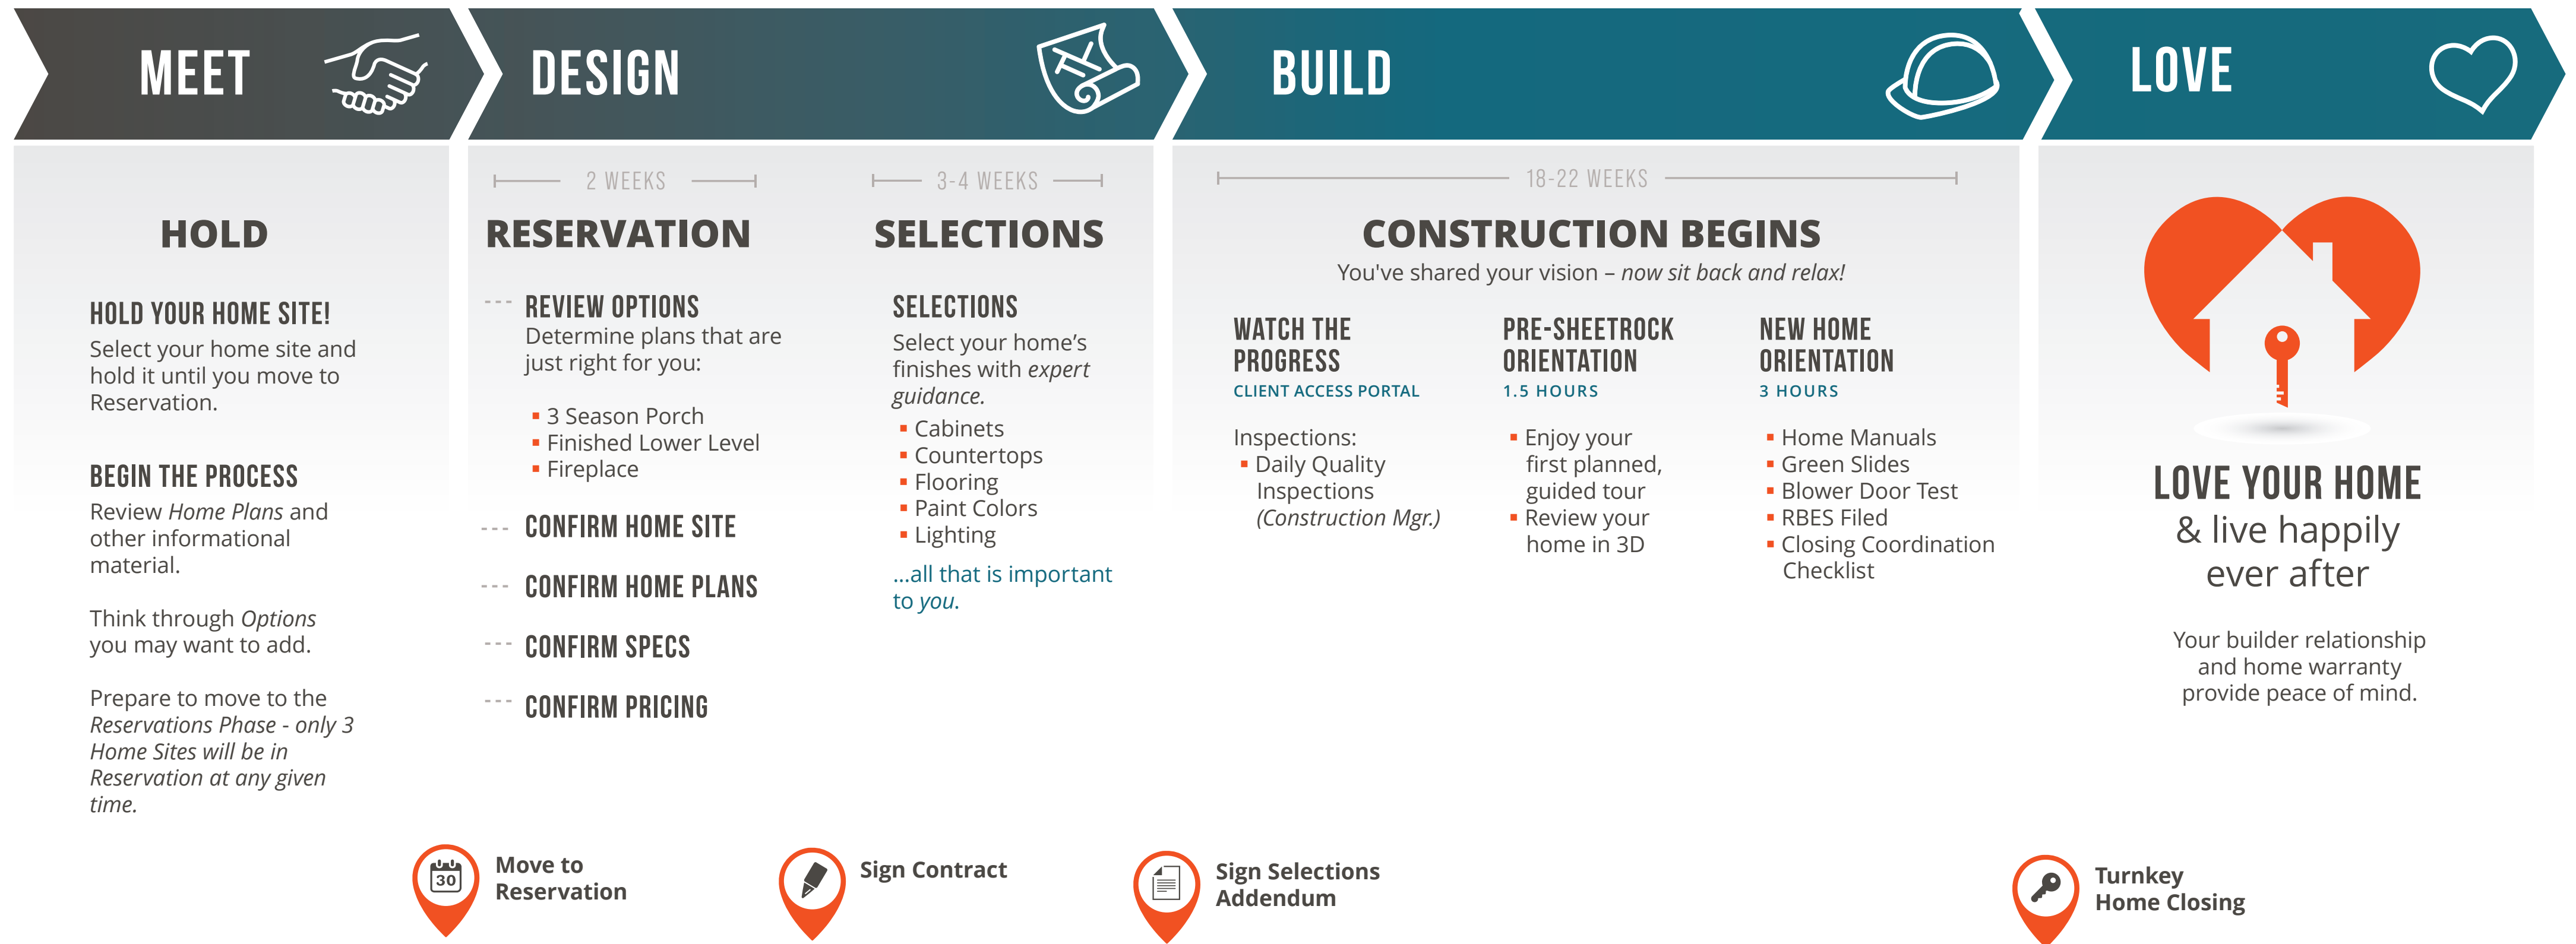 MEET
DESIGN
BUILD
LOVE
HOLD
HOLD YOUR HOME SITE!
Select your home site and
hold it until you move to
Reservation.
BEGIN THE PROCESS
Review Home Plans and
other informational
material.
Think through Options
you may want to add.
Prepare to move to the
Reservations Phase - only 3
Home Sites will be in
Reservation at any given
time.
2 WEEKS
RESERVATION
REVIEW OPTIONS
Determine plans that are
just right for you:
▪ 3 Season Porch
▪ Finished Lower Level
▪ Fireplace
CONFIRM HOME SITE
CONFIRM HOME PLANS
CONFIRM SPECS
CONFIRM PRICING
3-4 WEEKS
SELECTIONS
SELECTIONS
Select your home’s
finishes with expert
guidance.
▪ Cabinets
▪ Countertops
▪ Flooring
▪ Paint Colors
▪ Lighting
...all that is important
to you.
18-22 WEEKS
CONSTRUCTION BEGINS
You've shared your vision – now sit back and relax!
WATCH THE
PROGRESS
CLIENT ACCESS PORTAL
Inspections:
▪ Daily Quality
Inspections
(Construction Mgr.)
PRE-SHEETROCK
ORIENTATION
1.5 HOURS
▪ Enjoy your
first planned,
guided tour
▪ Review your
home in 3D
NEW HOME
ORIENTATION
3 HOURS
▪ Home Manuals
▪ Green Slides
▪ Blower Door Test
▪ RBES Filed
▪ Closing Coordination
Checklist
LOVE YOUR HOME
& live happily
ever after
Your builder relationship
and home warranty
provide peace of mind.
30
Move to
Reservation
Sign Contract
Sign Selections
Addendum
Turnkey
Home Closing